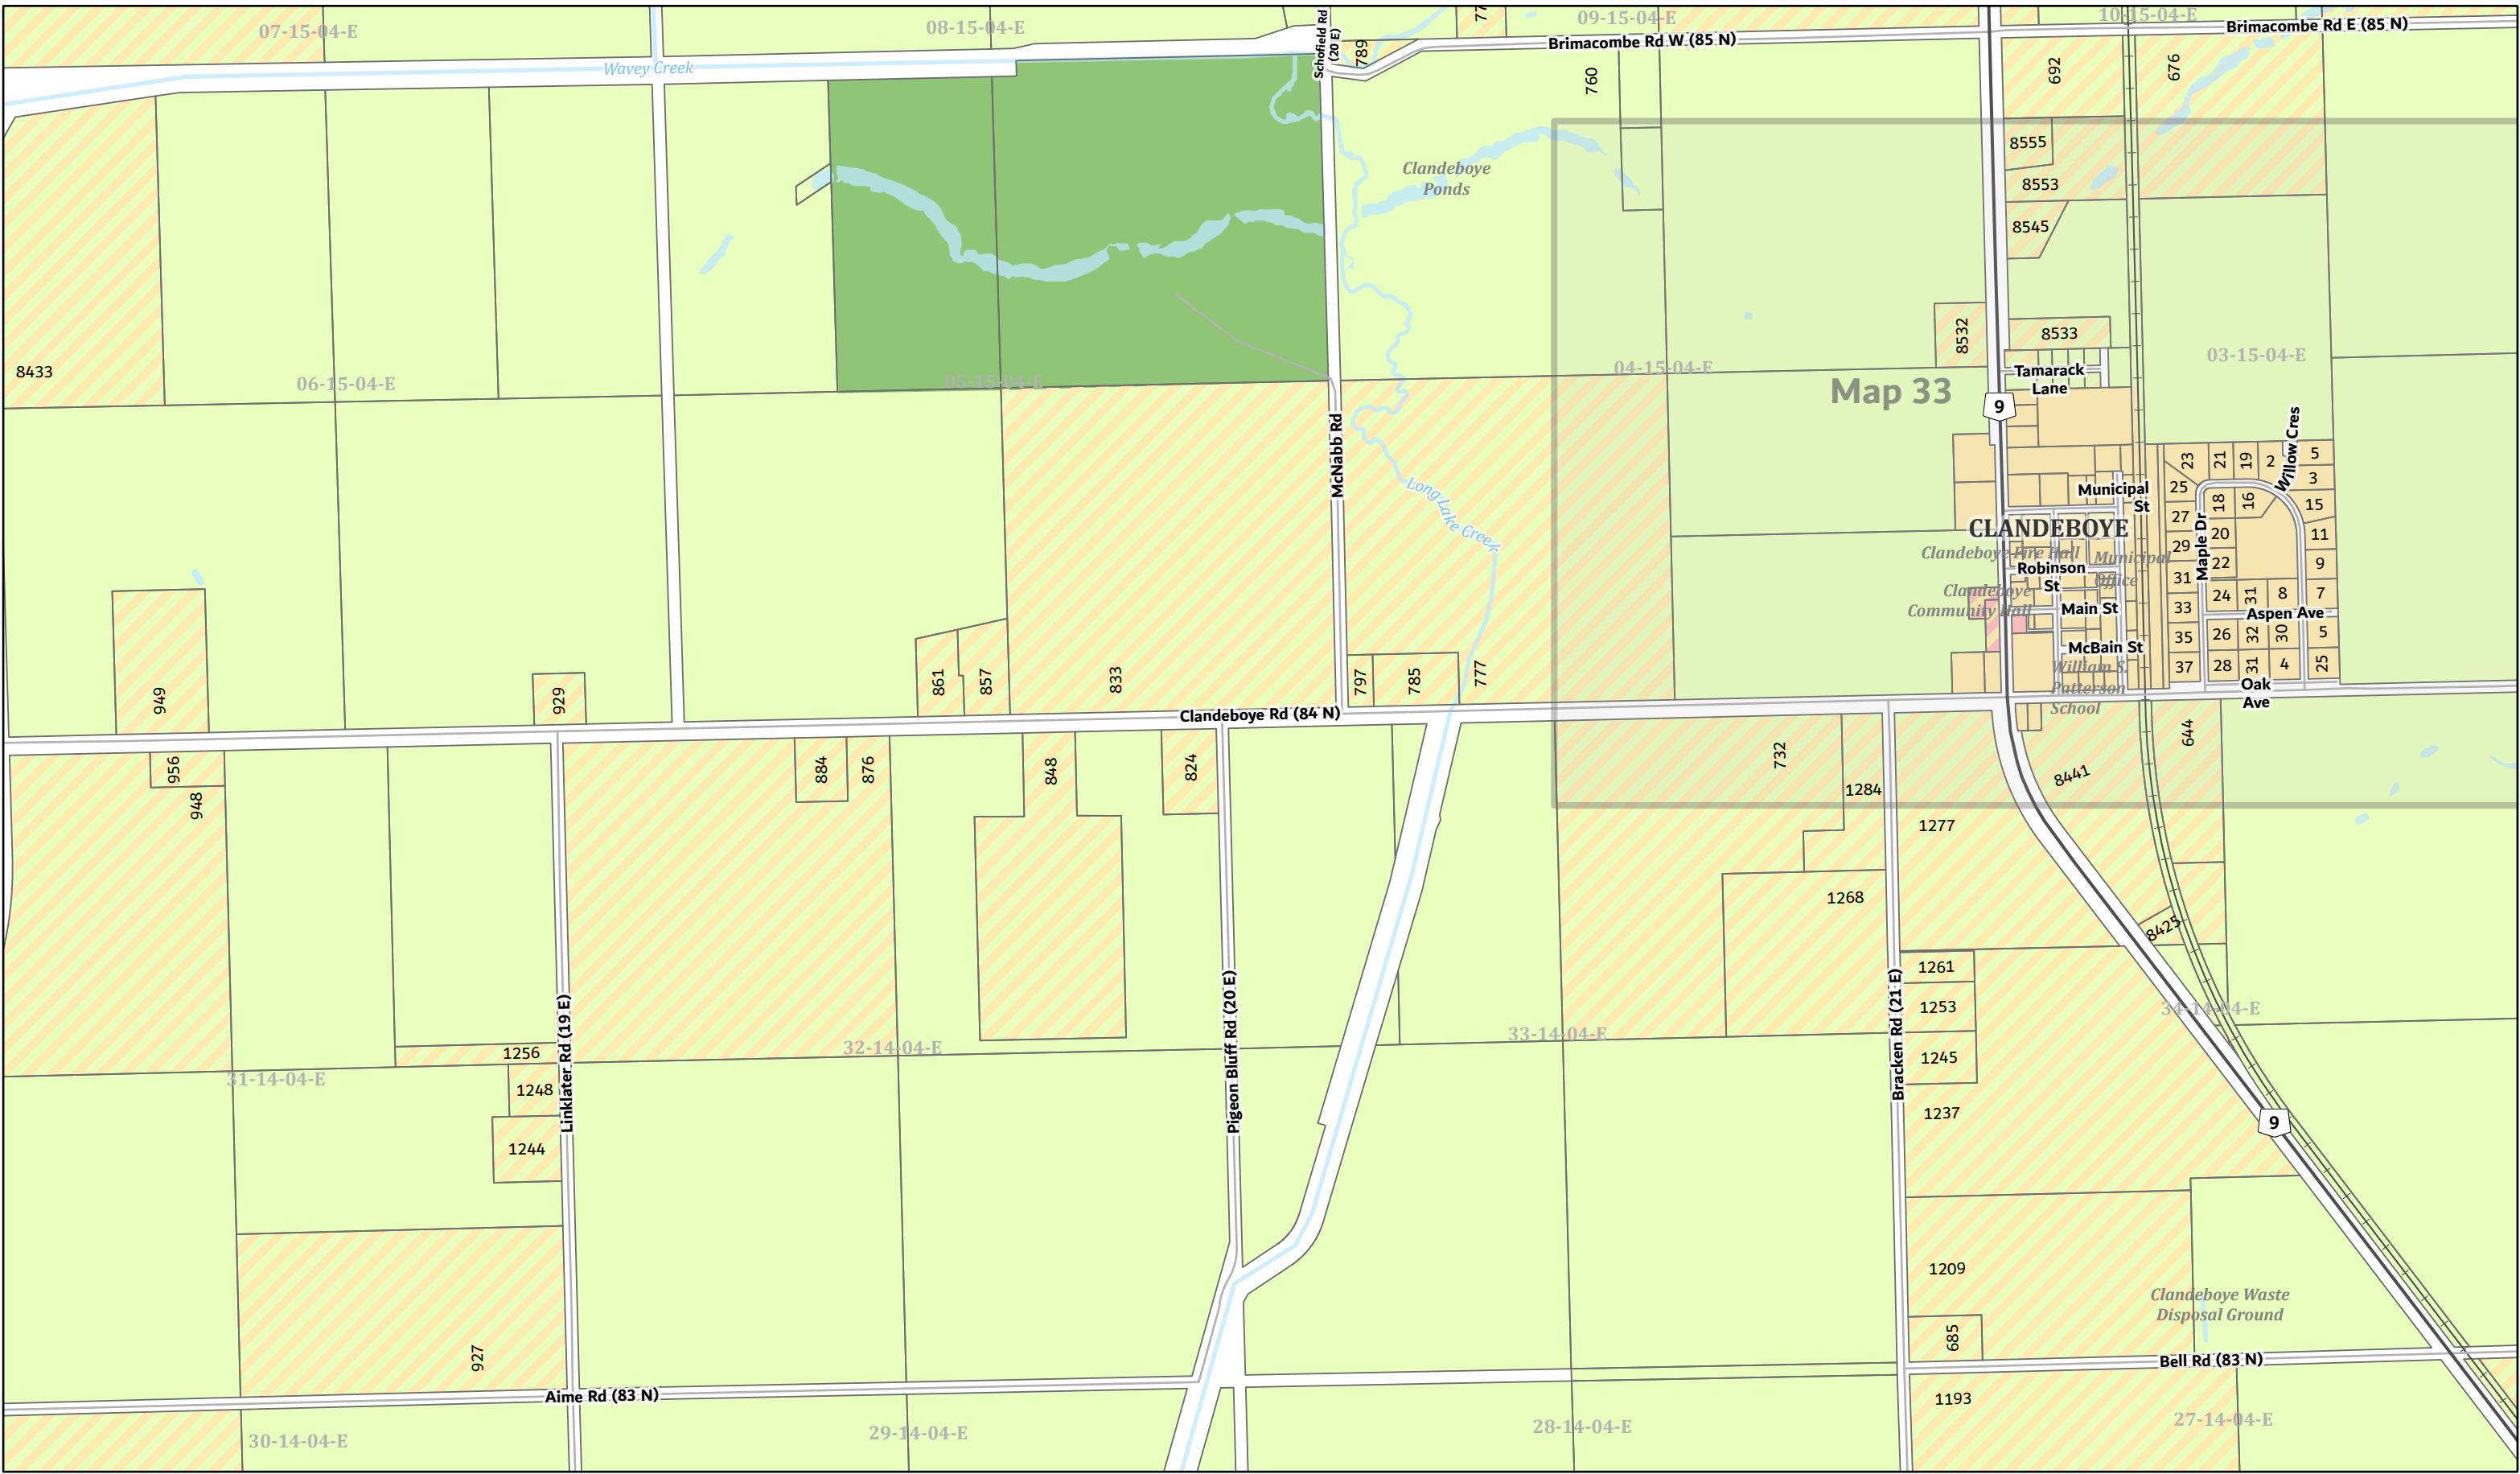 07-15-04-E
08-15-04-E
09-15-04-E
10-15-04-E
77
Schofield Rd
(20 E)
789
Brimacombe Rd W (85 N)
Brimacombe Rd E (85 N)
Wavey Creek
760
692
676
8555
8553
8545
Clandeboye
Ponds
8532
8533
8433
06-15-04-E
05-15-04-E
04-15-04-E
03-15-04-E
Map 33
Tamarack
Lane
9
McNabb Rd
Long Lake Creek
Willow Cres
23
21
19
2
5
3
25
18
16
15
Municipal
St
27
20
11
CLANDEBOYE
Maple Dr
29
22
9
Clandeboye Fire Hall
Municipal
Office
Robinson
St
31
24
31
8
7
Clandeboye
Community Hall
Main St
33
Aspen Ave
35
26
32
30
5
McBain St
37
28
31
4
25
William S.
Patterson
School
Oak
Ave
949
929
861
857
833
797
785
777
Clandeboye Rd (84 N)
956
948
884
876
848
824
732
1284
8441
644
1277
1268
8425
1261
1253
1245
1237
Linklater Rd (19 E)
Pigeon Bluff Rd (20 E)
Bracken Rd (21 E)
34-14-04-E
33-14-04-E
32-14-04-E
31-14-04-E
1256
1248
1244
9
1209
Clandeboye Waste
Disposal Ground
685
927
Bell Rd (83 N)
Aime Rd (83 N)
1193
30-14-04-E
29-14-04-E
28-14-04-E
27-14-04-E